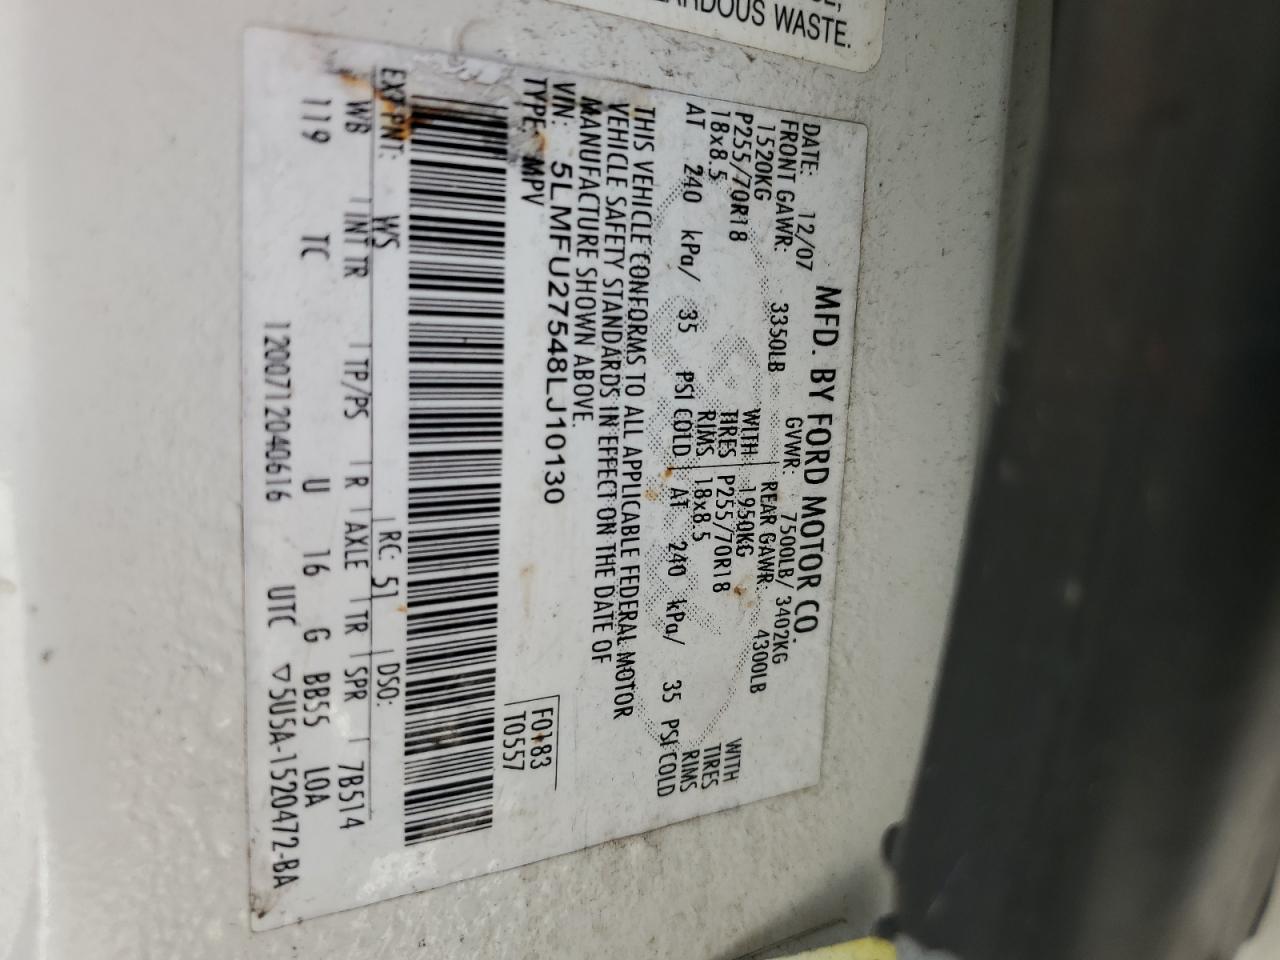 ARDOUS WASTE.
MFD. BY FORD MOTOR CO.
DATE: 12/07 GVWR: 7500LB/ 3402KG
FRONT GAWR: 3350LB REAR GAWR: 4300LB
1520KG WITH 1950KG WITH
P255/70R18 TIRES P255/70R18 TIRES
18x8.5 RIMS 18x8.5 RIMS
AT 240 kPa/ 35 PSI COLD AT 240 kPa/ 35 PSI COLD
THIS VEHICLE CONFORMS TO ALL APPLICABLE FEDERAL MOTOR
VEHICLE SAFETY STANDARDS IN EFFECT ON THE DATE OF
MANUFACTURE SHOWN ABOVE.
VIN: 5LMFU27548LJ10130
TYPE: MPV
F0183
T0557
EXT PNT: WS RC: 51 DSO:
WB INT TR TP/PS R AXLE TR SPR 7B514
119 TC U 16 G BB55 LOA
1200712040616 UTC ▽5U5A-1520472-BA